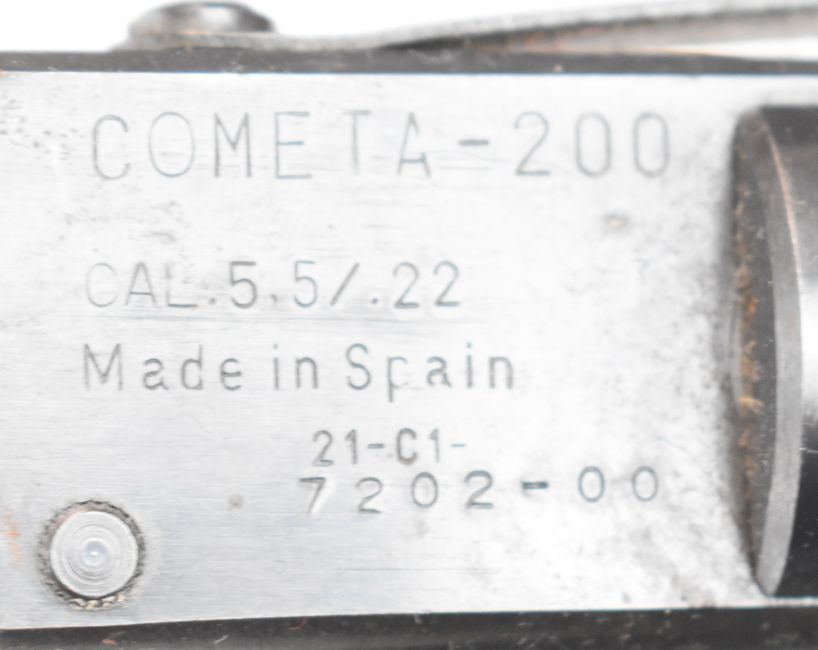 COMETA-200
CAL.5,5/.22
Made in Spain
21-C1-
7202-00